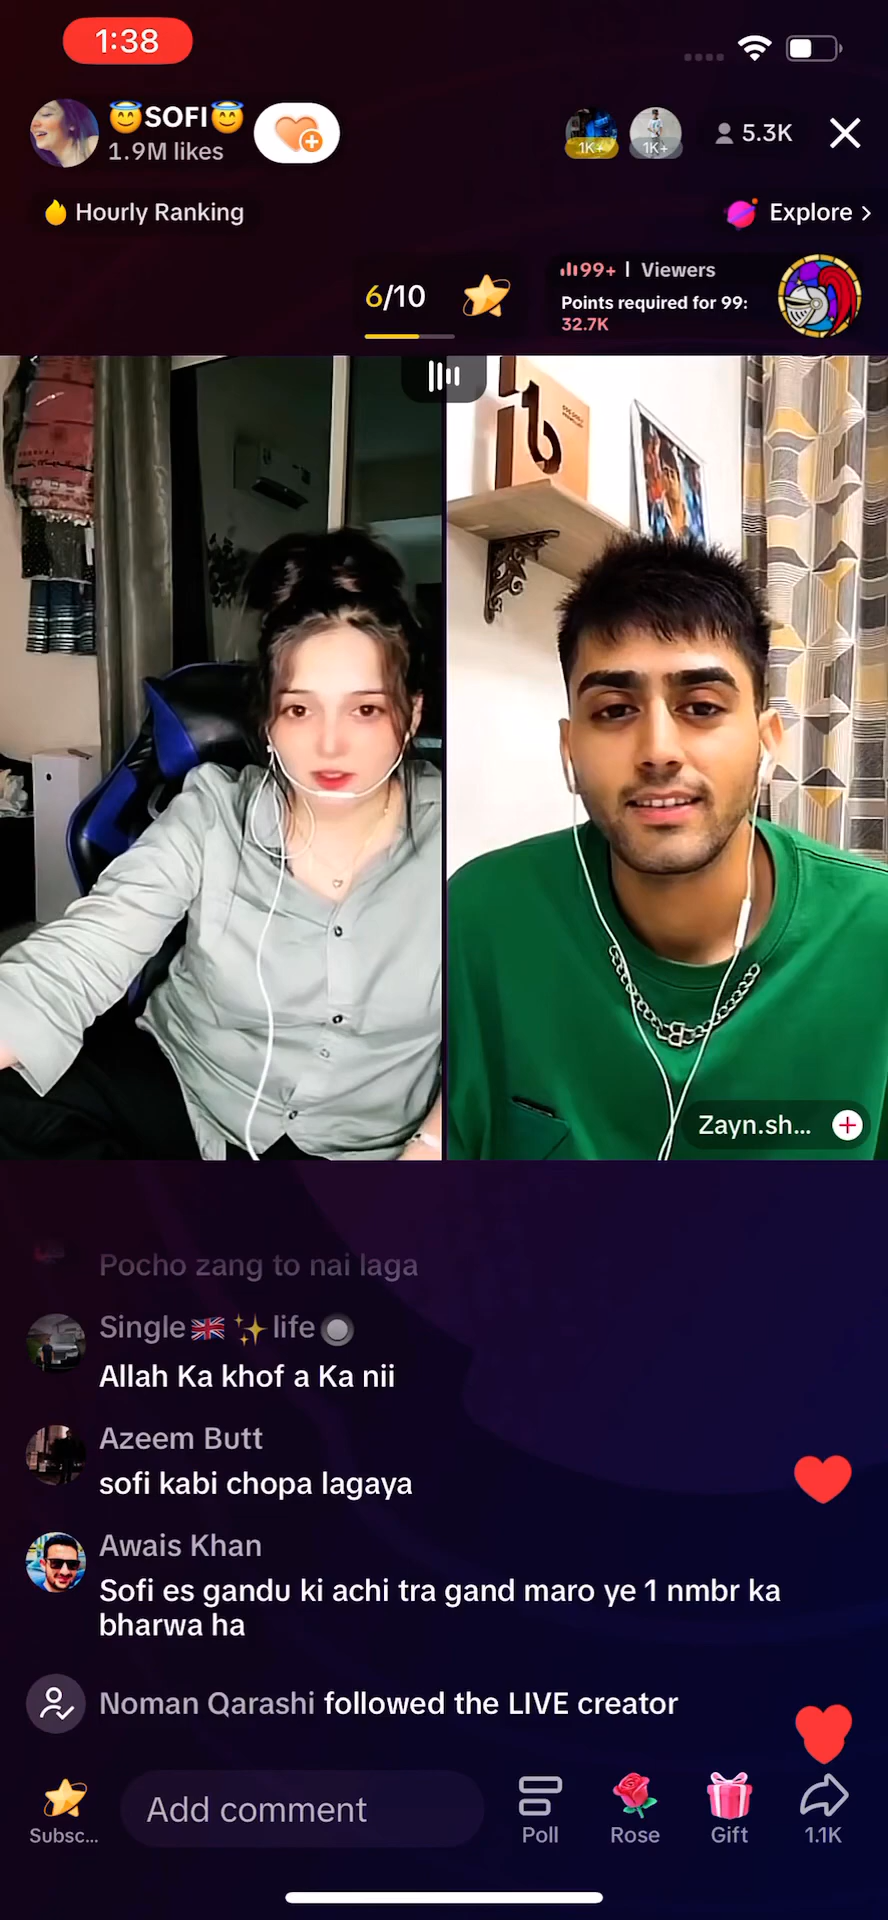 1:38
😇SOFI😇
1.9M likes
1K+
1K+
5.3K
Hourly Ranking
Explore >
6/10
99+ | Viewers
Points required for 99:
32.7K
Zayn.sh...
Pocho zang to nai laga
Single🇬🇧✨life🔘
Allah Ka khof a Ka nii
Azeem Butt
sofi kabi chopa lagaya
Awais Khan
Sofi es gandu ki achi tra gand maro ye 1 nmbr ka
bharwa ha
Noman Qarashi followed the LIVE creator
Add comment
Subsc...
Poll
Rose
Gift
1.1K